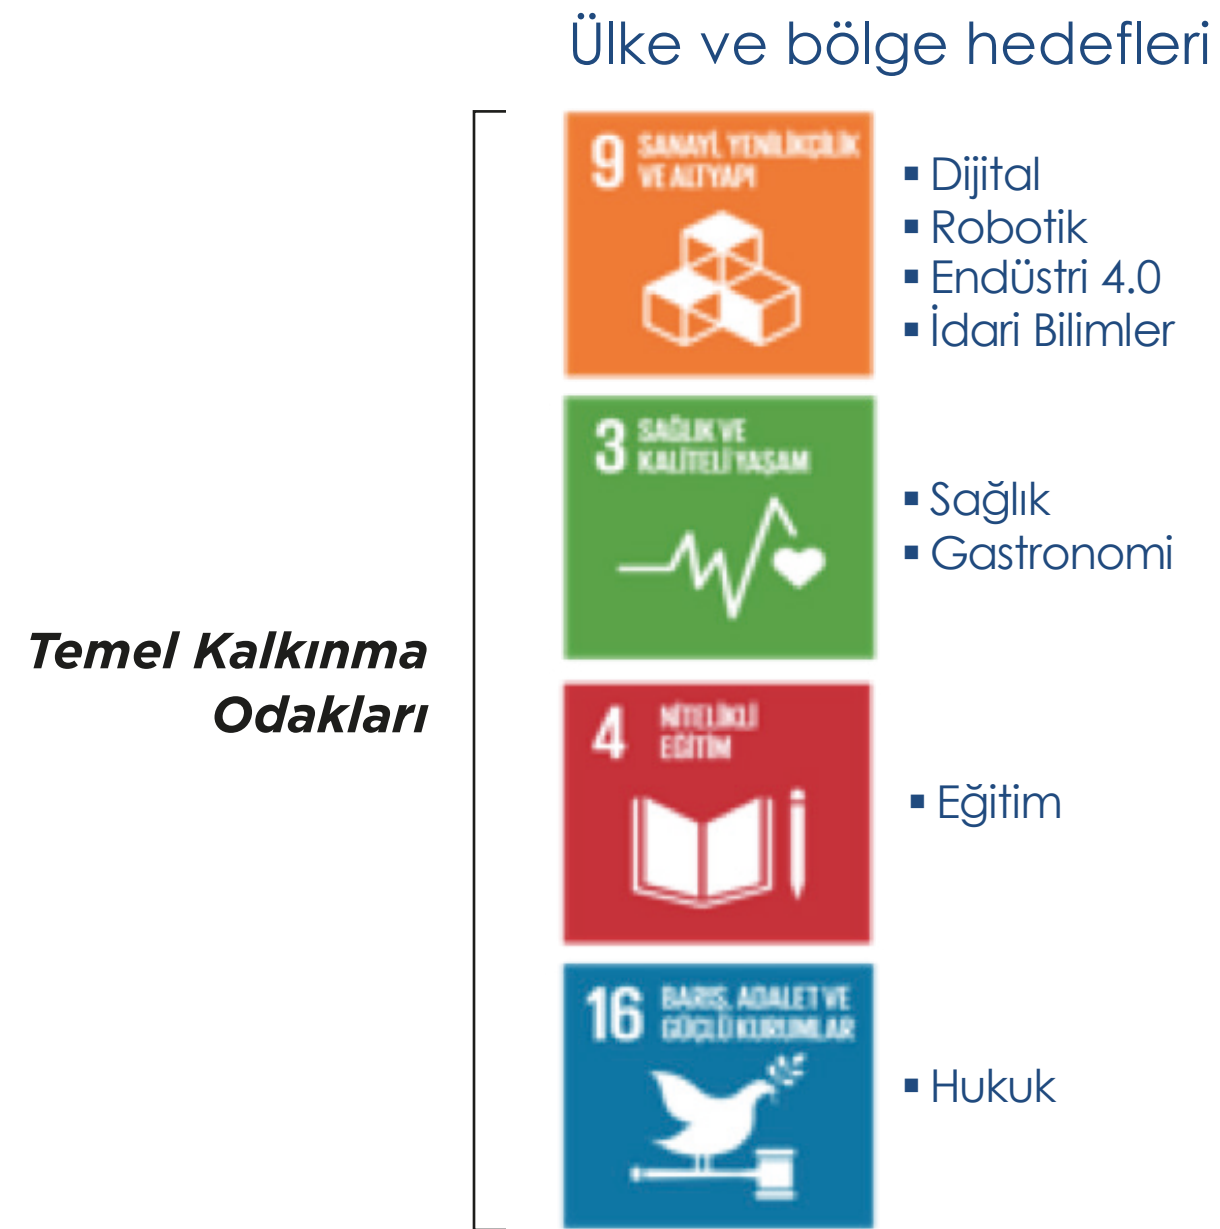 Ülke ve bölge hedefleri
9 SANAYİ, YENİLİKÇİLİK
VE ALTYAPI
▪ Dijital
▪ Robotik
▪ Endüstri 4.0
▪ İdari Bilimler
3 SAĞLIK VE
KALİTELİ YAŞAM
▪ Sağlık
▪ Gastronomi
Temel Kalkınma
Odakları
4 NİTELİKLİ
EĞİTİM
▪ Eğitim
16 BARIŞ, ADALET VE
GÜÇLÜ KURUMLAR
▪ Hukuk